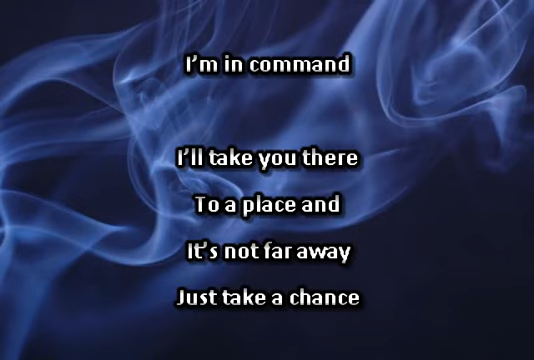 I'm in command
I'll take you there
To a place and
It's not far away
Just take a chance